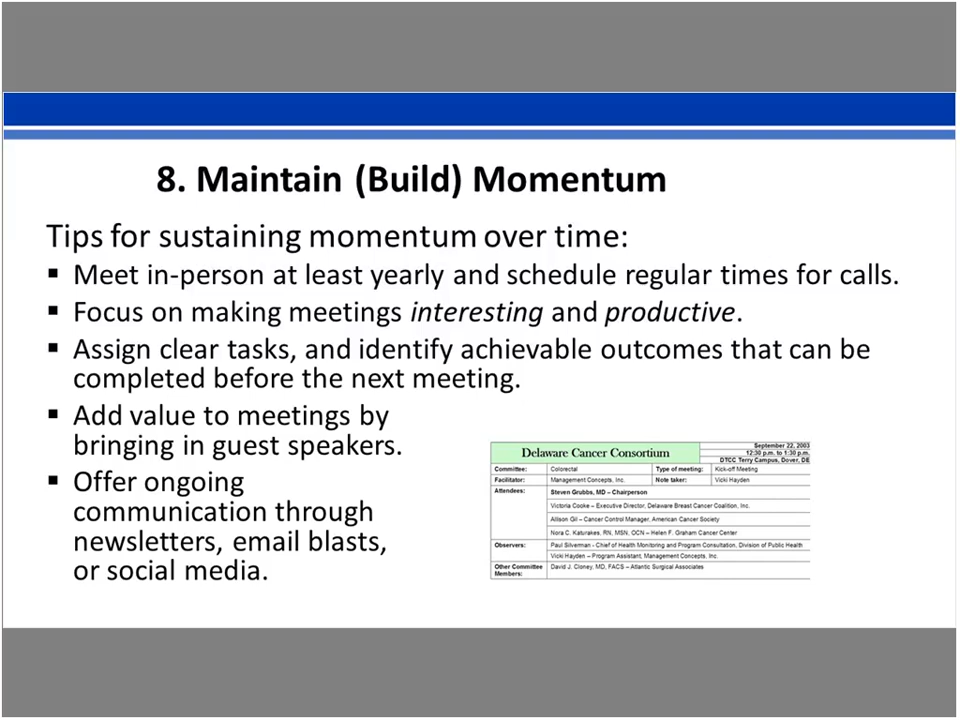 8. Maintain (Build) Momentum
Tips for sustaining momentum over time:
▪ Meet in-person at least yearly and schedule regular times for calls.
▪ Focus on making meetings interesting and productive.
▪ Assign clear tasks, and identify achievable outcomes that can be
completed before the next meeting.
▪ Add value to meetings by
bringing in guest speakers.
▪ Offer ongoing
communication through
newsletters, email blasts,
or social media.
Delaware Cancer Consortium
September 22, 2003
12:30 p.m. to 1:30 p.m.
DTCC Terry Campus, Dover, DE
Committee: Colorectal Type of meeting: Kick-off Meeting
Facilitator: Management Concepts, Inc. Note taker: Vicki Hayden
Attendees: Steven Grubbs, MD – Chairperson
Victoria Cooke – Executive Director, Delaware Breast Cancer Coalition, Inc.
Allison Gil – Cancer Control Manager, American Cancer Society
Nora C. Katurakes, RN, MSN, OCN – Helen F. Graham Cancer Center
Observers: Paul Silverman - Chief of Health Monitoring and Program Consultation, Division of Public Health
Vicki Hayden – Program Assistant, Management Concepts, Inc.
Other Committee David J. Cloney, MD, FACS – Atlantic Surgical Associates
Members: